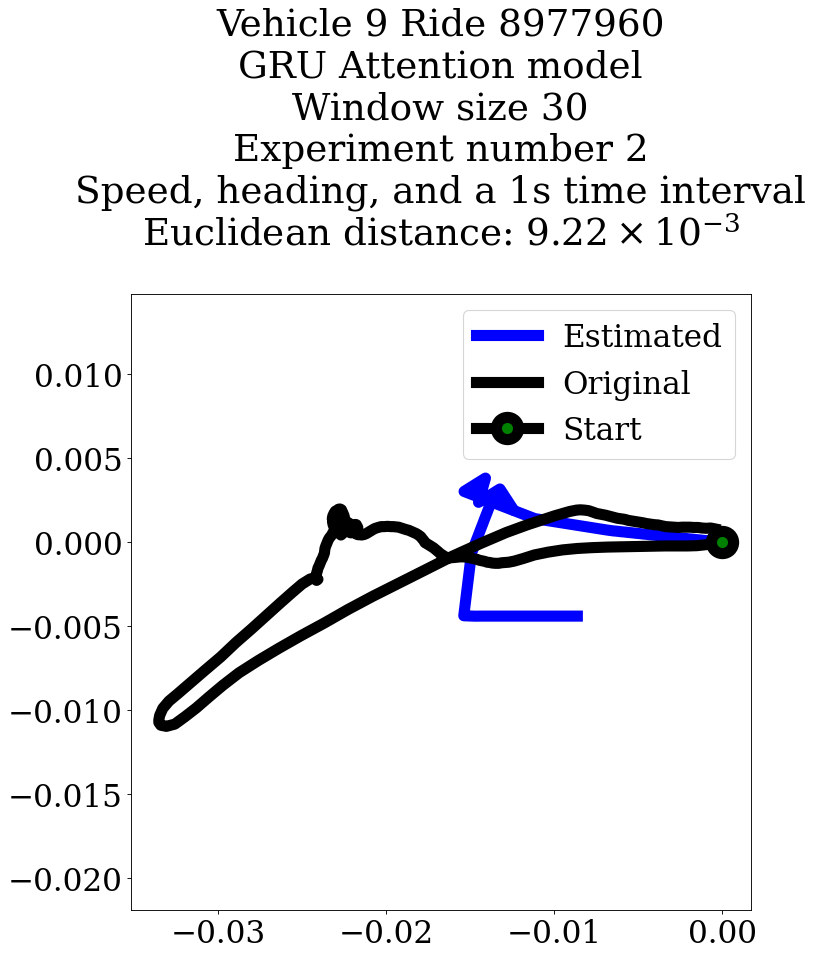 Vehicle 9 Ride 8977960
GRU Attention model
Window size 30
Experiment number 2
Speed, heading, and a 1s time interval
Euclidean distance: 9.22 × 10⁻³
Estimated
Original
Start
0.010
0.005
0.000
−0.005
−0.010
−0.015
−0.020
−0.03 −0.02 −0.01 0.00